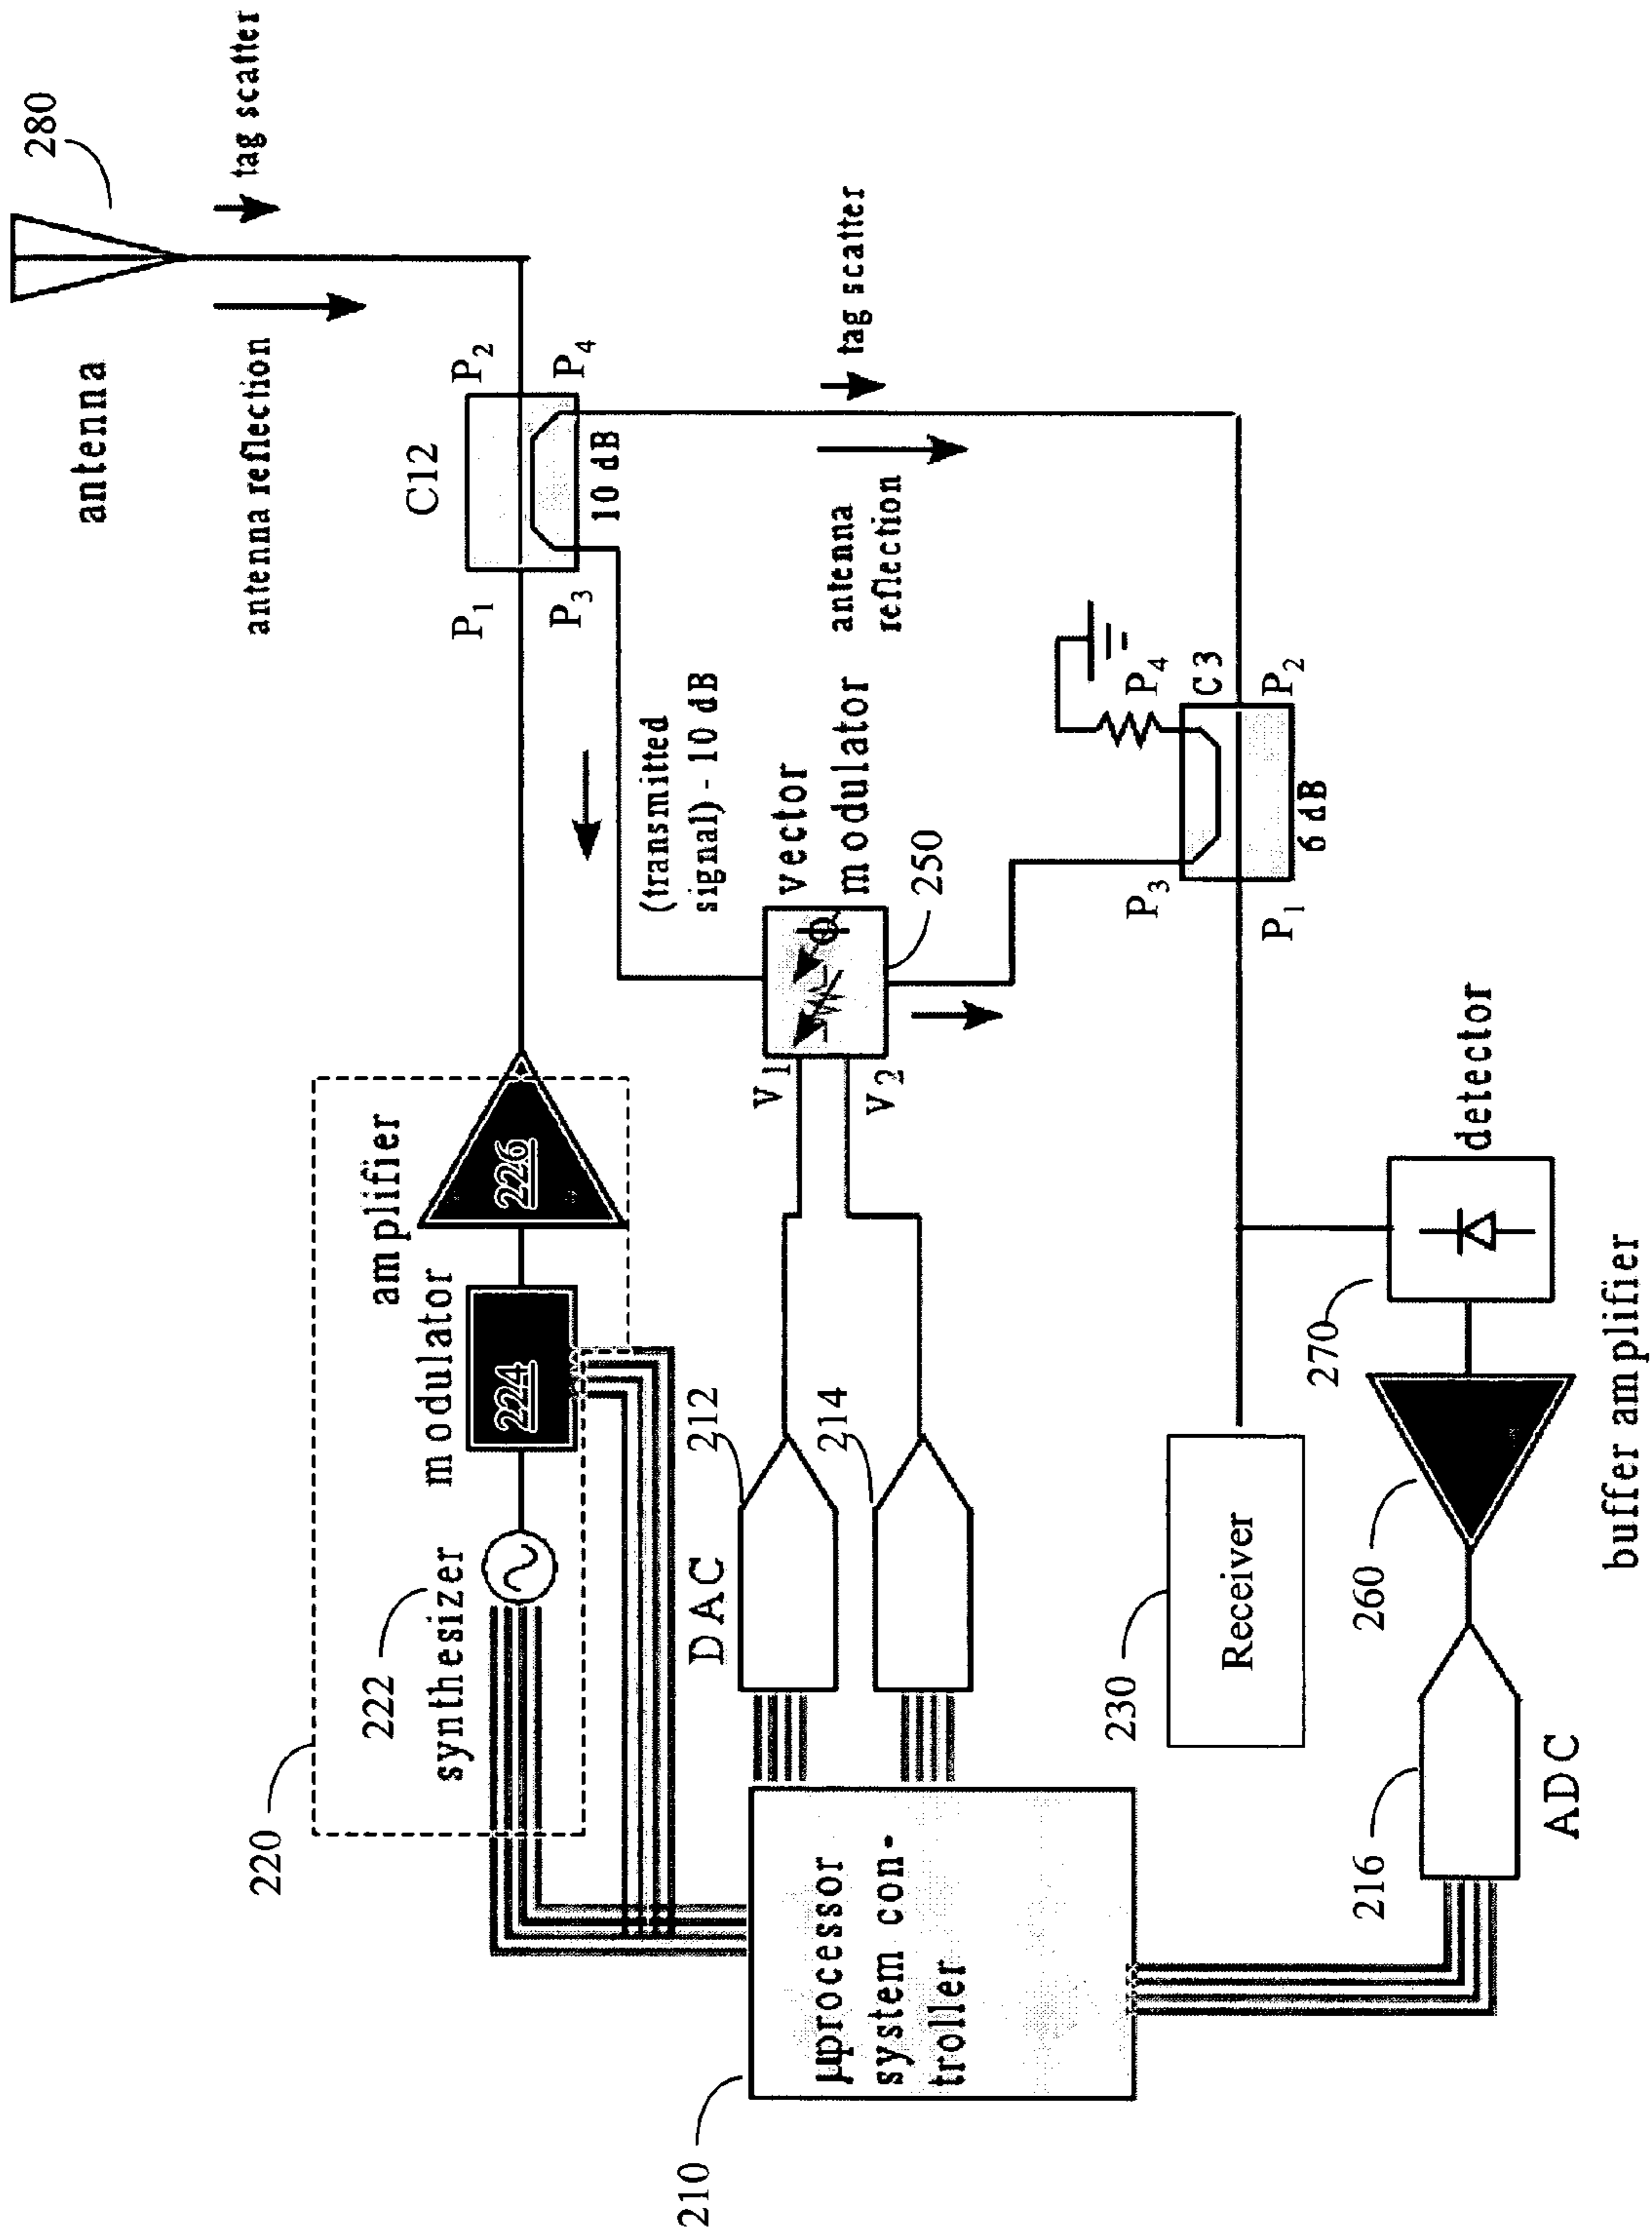 280
tag scatter
antenna
antenna reflection
C12
P2
P4
P1
P3
10 dB
tag scatter
antenna
reflection
(transmitted
signal) - 10 dB
vector
modulator
250
V1
V2
P4
C3
P2
P3
P1
6 dB
220
222
synthesizer
modulator
224
amplifier
226
DAC
212
214
210
µprocessor
system con-
troller
230
Receiver
detector
270
260
buffer amplifier
216
ADC